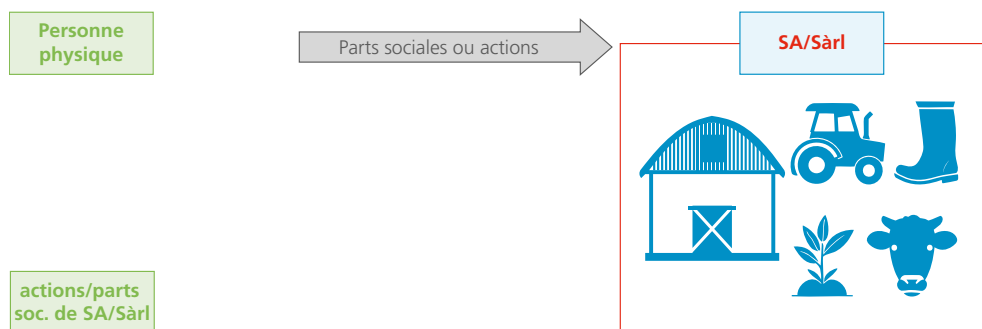 Personne
physique
Parts sociales ou actions
SA/Sàrl
actions/parts
soc. de SA/Sàrl